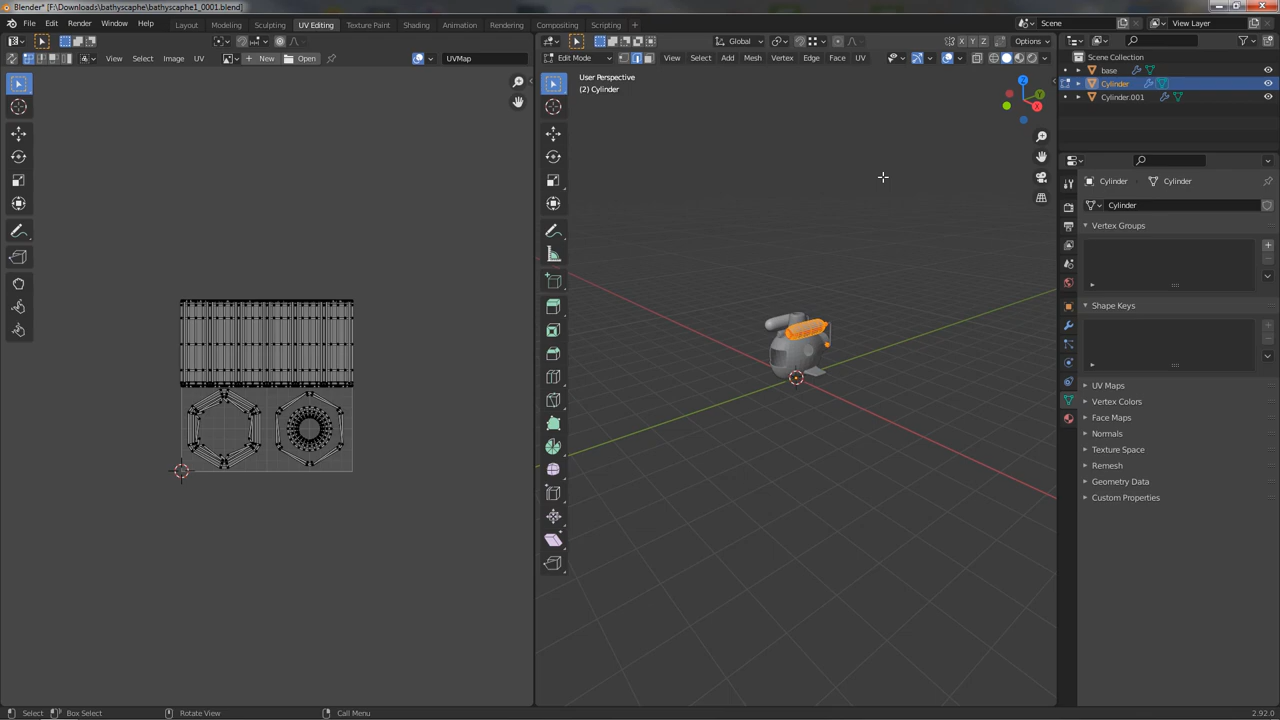 Blender* [F:\Downloads\bathyscaphe\bathyscaphe1_0001.blend]
File Edit Render Window Help
Layout Modeling Sculpting UV Editing Texture Paint Shading Animation Rendering Compositing Scripting
Scene
View Layer
View Select Image UV
New
Open
UVMap
Global
Options
Edit Mode
View Select Add Mesh Vertex Edge Face UV
User Perspective
(2) Cylinder
X Y Z
Z
Y
X
Scene Collection
base
Cylinder
Cylinder.001
Cylinder
Cylinder
Cylinder
Vertex Groups
Shape Keys
UV Maps
Vertex Colors
Face Maps
Normals
Texture Space
Remesh
Geometry Data
Custom Properties
Select
Box Select
Rotate View
Call Menu
2.92.0